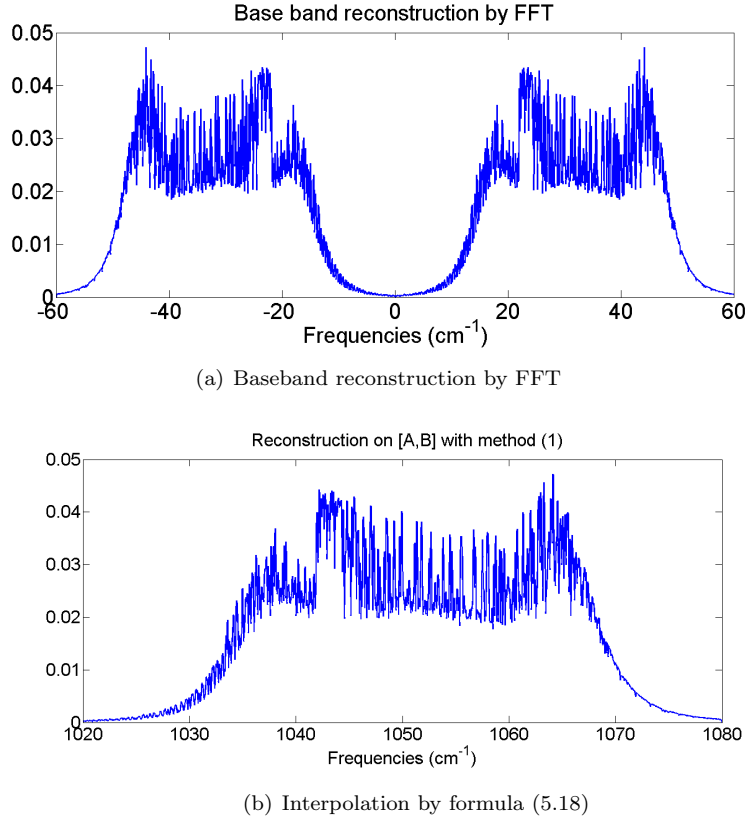 Base band reconstruction by FFT
0.05
0.04
0.03
0.02
0.01
0
-60 -40 -20 0 20 40 60
Frequencies (cm⁻¹)
(a) Baseband reconstruction by FFT
Reconstruction on [A,B] with method (1)
0.05
0.04
0.03
0.02
0.01
0
1020 1030 1040 1050 1060 1070 1080
Frequencies (cm⁻¹)
(b) Interpolation by formula (5.18)